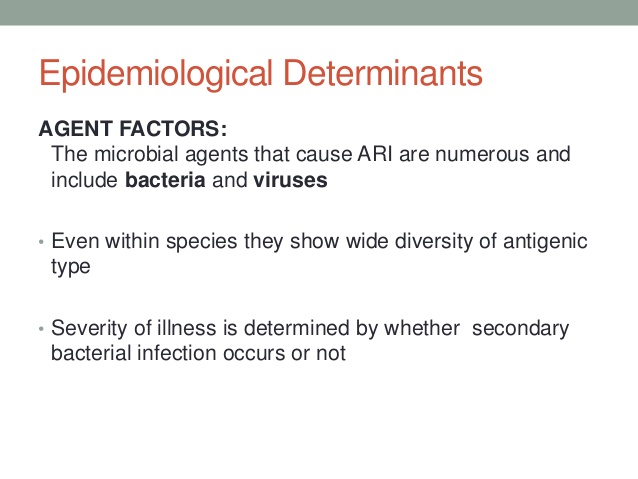 Epidemiological Determinants
AGENT FACTORS:
The microbial agents that cause ARI are numerous and
include bacteria and viruses
• Even within species they show wide diversity of antigenic
type
• Severity of illness is determined by whether  secondary
bacterial infection occurs or not